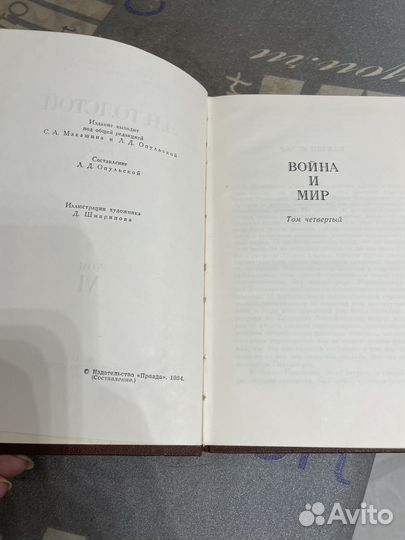 Издание выходит
под общей редакцией
С. А. Макашина и Л. Д. Опульской
Составление
Л. Д. Опульской
Иллюстрации художника
Д. Шмаринова
© Издательство «Правда». 1984.
(Составление.)
ВОЙНА
И
МИР
Том четвертый
Avito